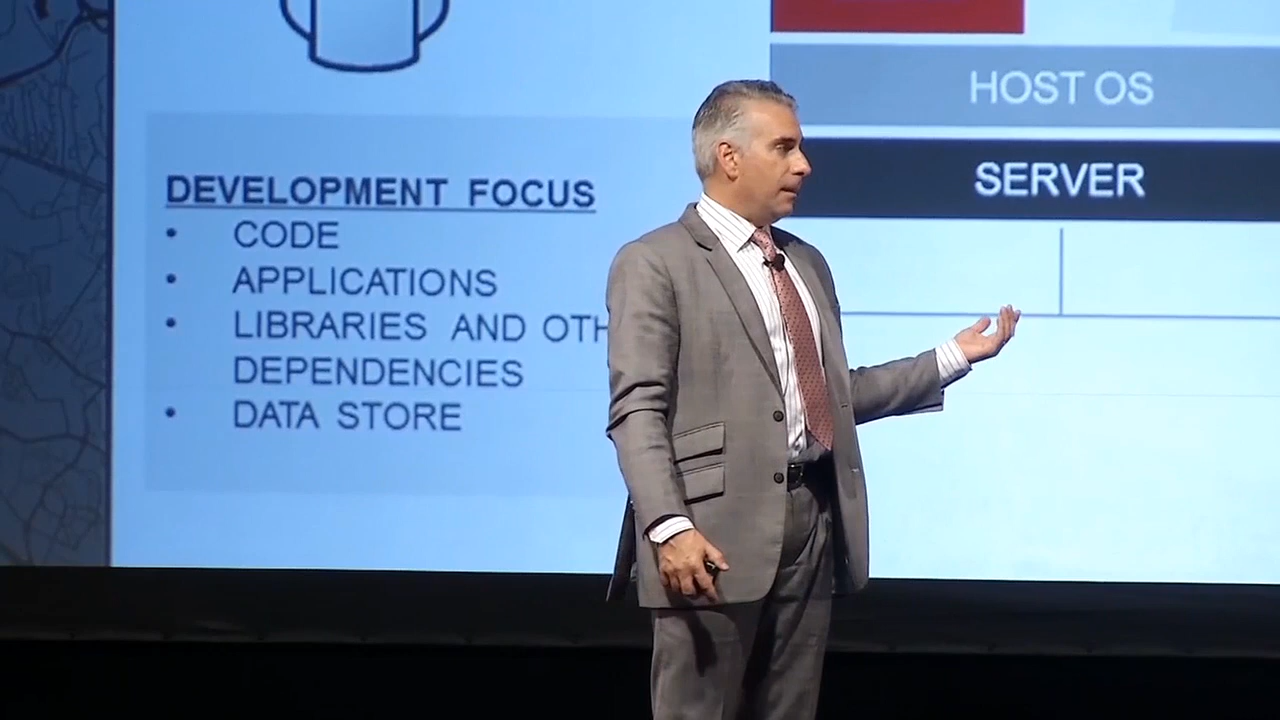 HOST OS
SERVER
DEVELOPMENT FOCUS
• CODE
• APPLICATIONS
• LIBRARIES AND OTH
DEPENDENCIES
• DATA STORE